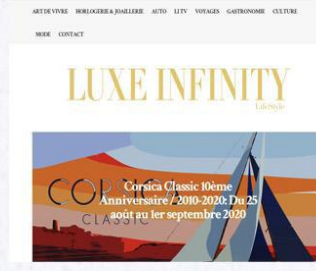 ART DE VIVRE HORLOGERIE & JOAILLERIE AUTO LI TV VOYAGES GASTRONOMIE CULTURE
MODE CONTACT
LUXE INFINITY
LifeStyle
CORSICA
CLASSIC
Corsica Classic 10ème
Anniversaire / 2010-2020: Du 25
août au 1er septembre 2020